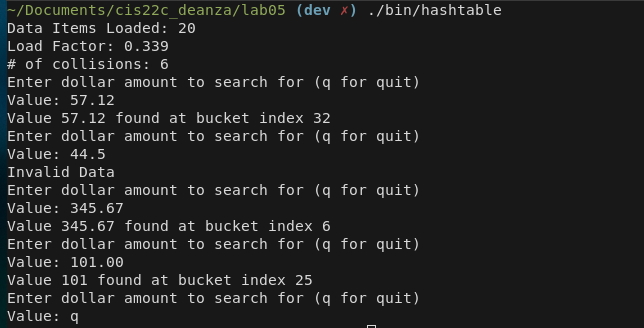 ~/Documents/cis22c_deanza/lab05 (dev ✗) ./bin/hashtable
Data Items Loaded: 20
Load Factor: 0.339
# of collisions: 6
Enter dollar amount to search for (q for quit)
Value: 57.12
Value 57.12 found at bucket index 32
Enter dollar amount to search for (q for quit)
Value: 44.5
Invalid Data
Enter dollar amount to search for (q for quit)
Value: 345.67
Value 345.67 found at bucket index 6
Enter dollar amount to search for (q for quit)
Value: 101.00
Value 101 found at bucket index 25
Enter dollar amount to search for (q for quit)
Value: q